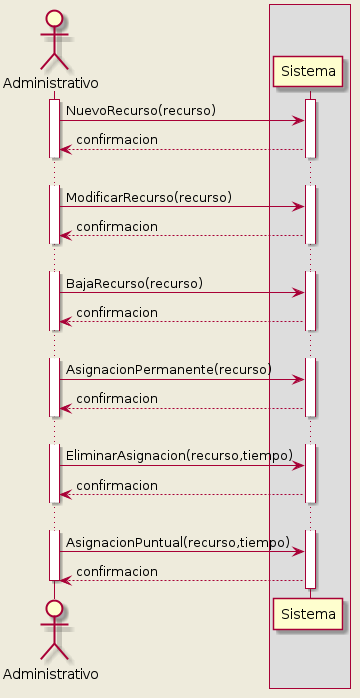 Administrativo
Sistema
NuevoRecurso(recurso)
confirmacion
ModificarRecurso(recurso)
confirmacion
BajaRecurso(recurso)
confirmacion
AsignacionPermanente(recurso)
confirmacion
EliminarAsignacion(recurso,tiempo)
confirmacion
AsignacionPuntual(recurso,tiempo)
confirmacion
Administrativo
Sistema